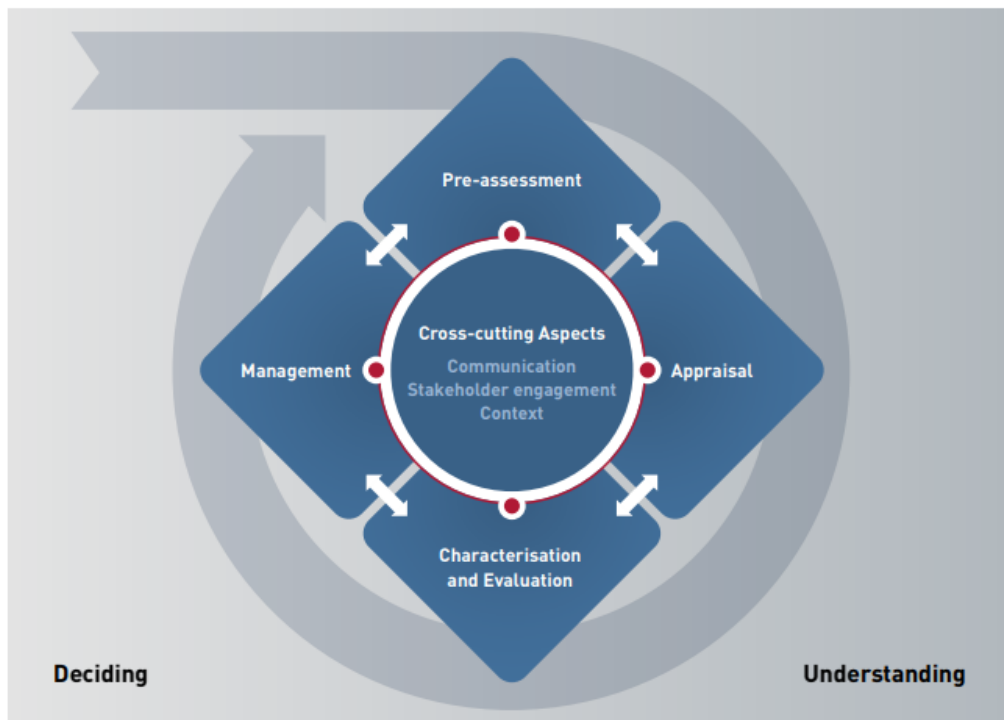 Pre-assessment
Cross-cutting Aspects
Communication
Stakeholder engagement
Context
Management
Appraisal
Characterisation
and Evaluation
Deciding
Understanding